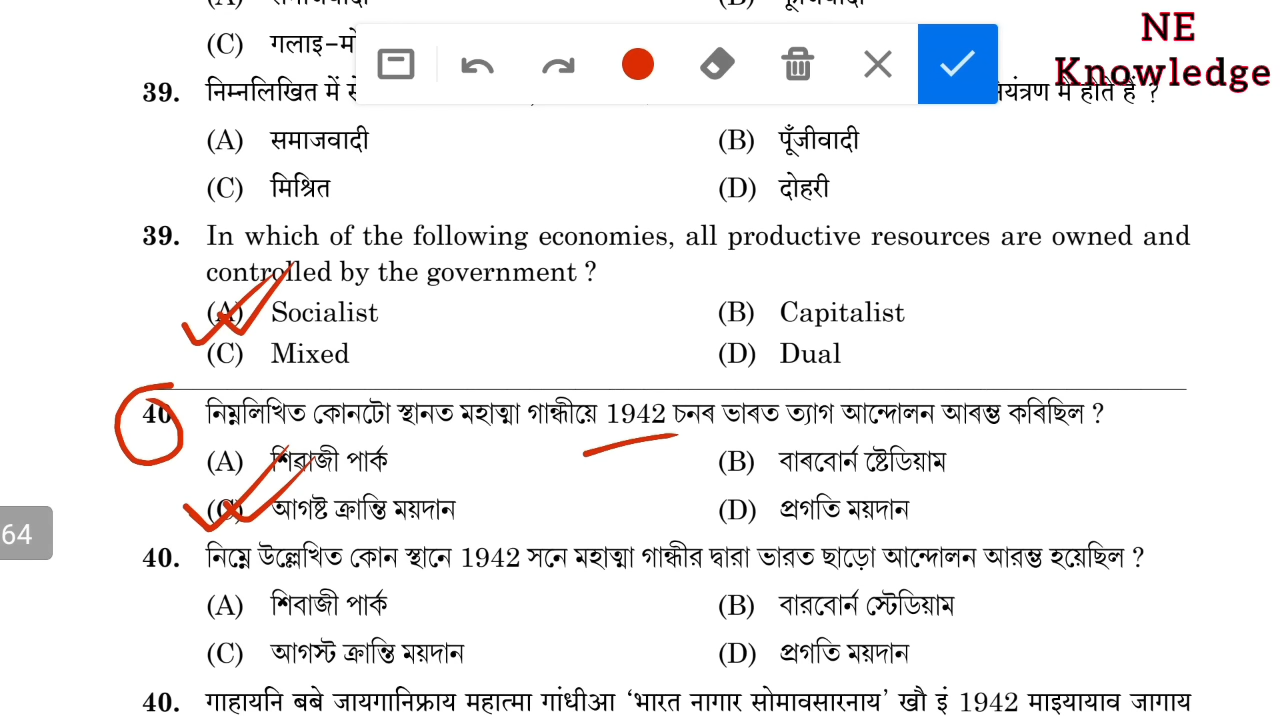 NE
Knowledge
(C) गलाइ-
39. निम्नलिखित में से होते हैं ?
(A) समाजवादी (B) पूँजीवादी
(C) मिश्रित (D) दोहरी
39. In which of the following economies, all productive resources are owned and
controlled by the government ?
(A) Socialist (B) Capitalist
(C) Mixed (D) Dual
40. নিম্নলিখিত কোনটো স্থানত মহাত্মা গান্ধীয়ে 1942 চনৰ ভাৰত ত্যাগ আন্দোলন আৰম্ভ কৰিছিল ?
(A) শিৱাজী পাৰ্ক (B) বাৰবোৰ্ন ষ্টেডিয়াম
(C) আগষ্ট ক্ৰান্তি ময়দান (D) প্ৰগতি ময়দান
64
40. নিম্নে উল্লেখিত কোন স্থানে 1942 সনে মহাত্মা গান্ধীর দ্বারা ভারত ছাড়ো আন্দোলন আরম্ভ হয়েছিল ?
(A) শিবাজী পার্ক (B) বারবোর্ন স্টেডিয়াম
(C) আগস্ট ক্রান্তি ময়দান (D) প্রগতি ময়দান
40. गाहायनि बबे जायगानिफ्राय महात्मा गांधीआ ‘भारत नागार सोमावसारनाय’ खौ इं 1942 माइयायाव जागाय